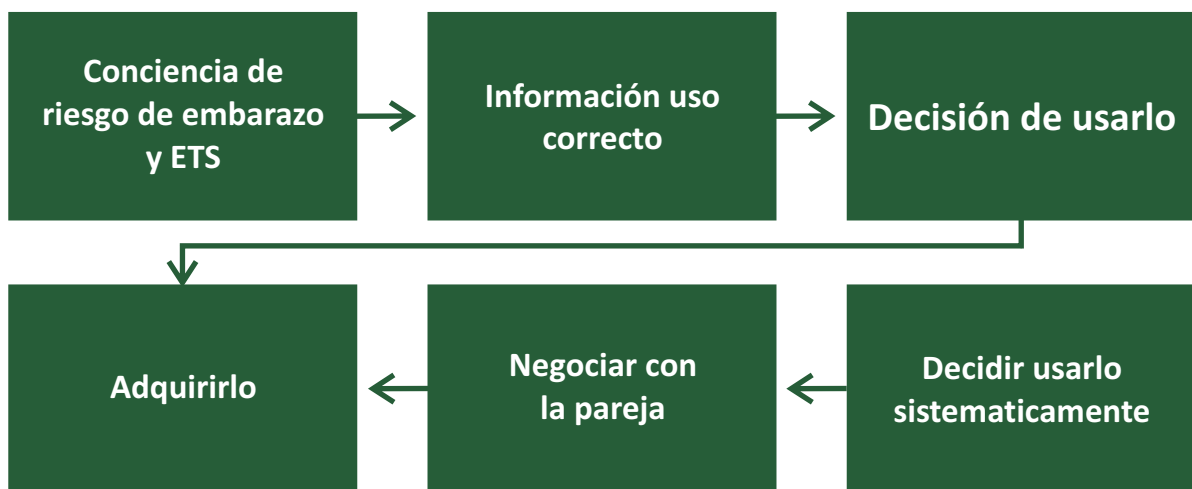 Conciencia de
riesgo de embarazo
y ETS
Información uso
correcto
Decisión de usarlo
Adquirirlo
Negociar con
la pareja
Decidir usarlo
sistematicamente